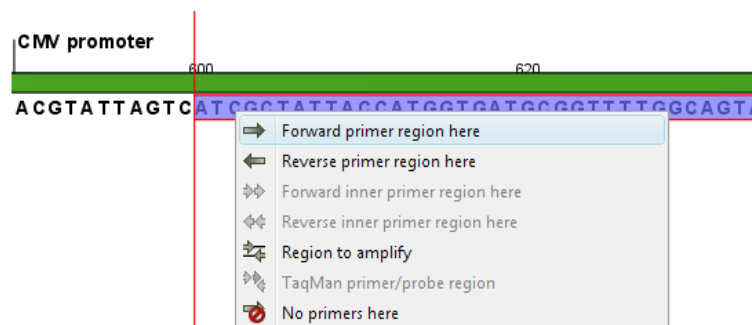 CMV promoter
600 620
ACGTATTAGTCATCGCTATTACCATGGTGATGCGGTTTTGGCAGTA
Forward primer region here
Reverse primer region here
Forward inner primer region here
Reverse inner primer region here
Region to amplify
TaqMan primer/probe region
No primers here